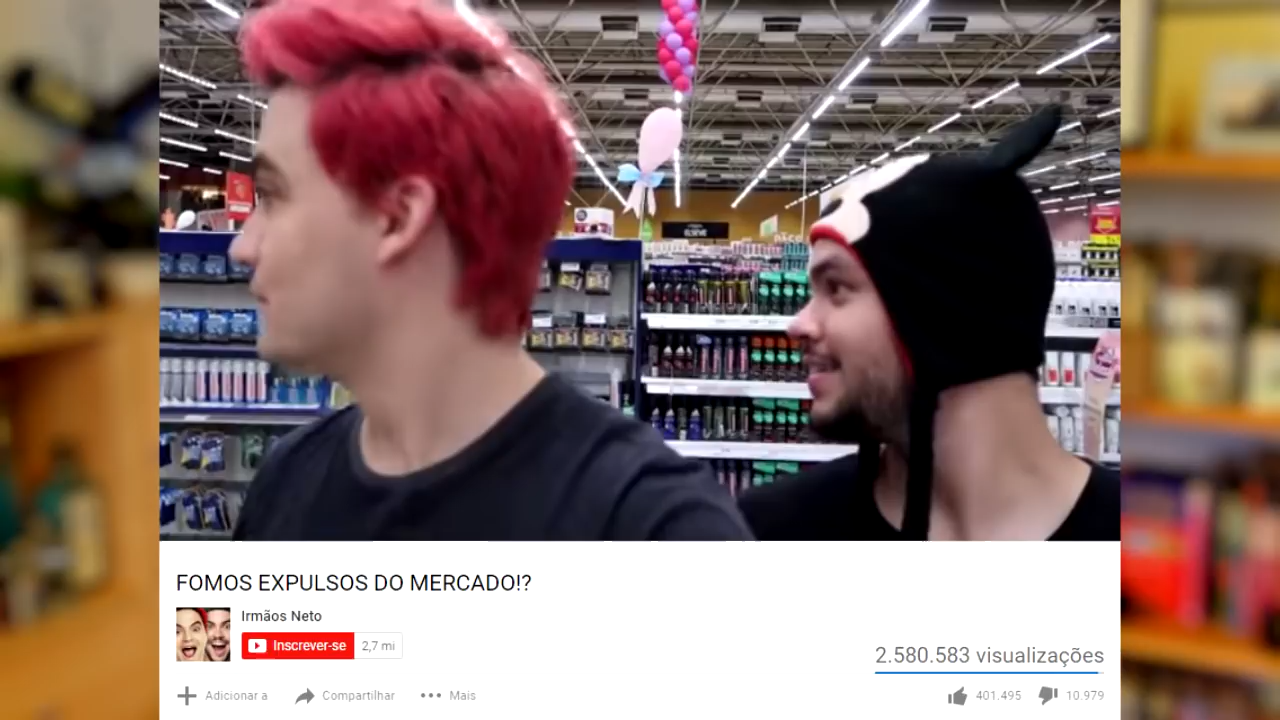 ELSEVE
FOMOS EXPULSOS DO MERCADO!?
Irmãos Neto
Inscrever-se 2,7 mi
2.580.583 visualizações
Adicionar a Compartilhar Mais
401.495 10.979